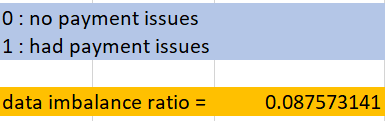 0 : no payment issues
1 : had payment issues
data imbalance ratio = 0.087573141